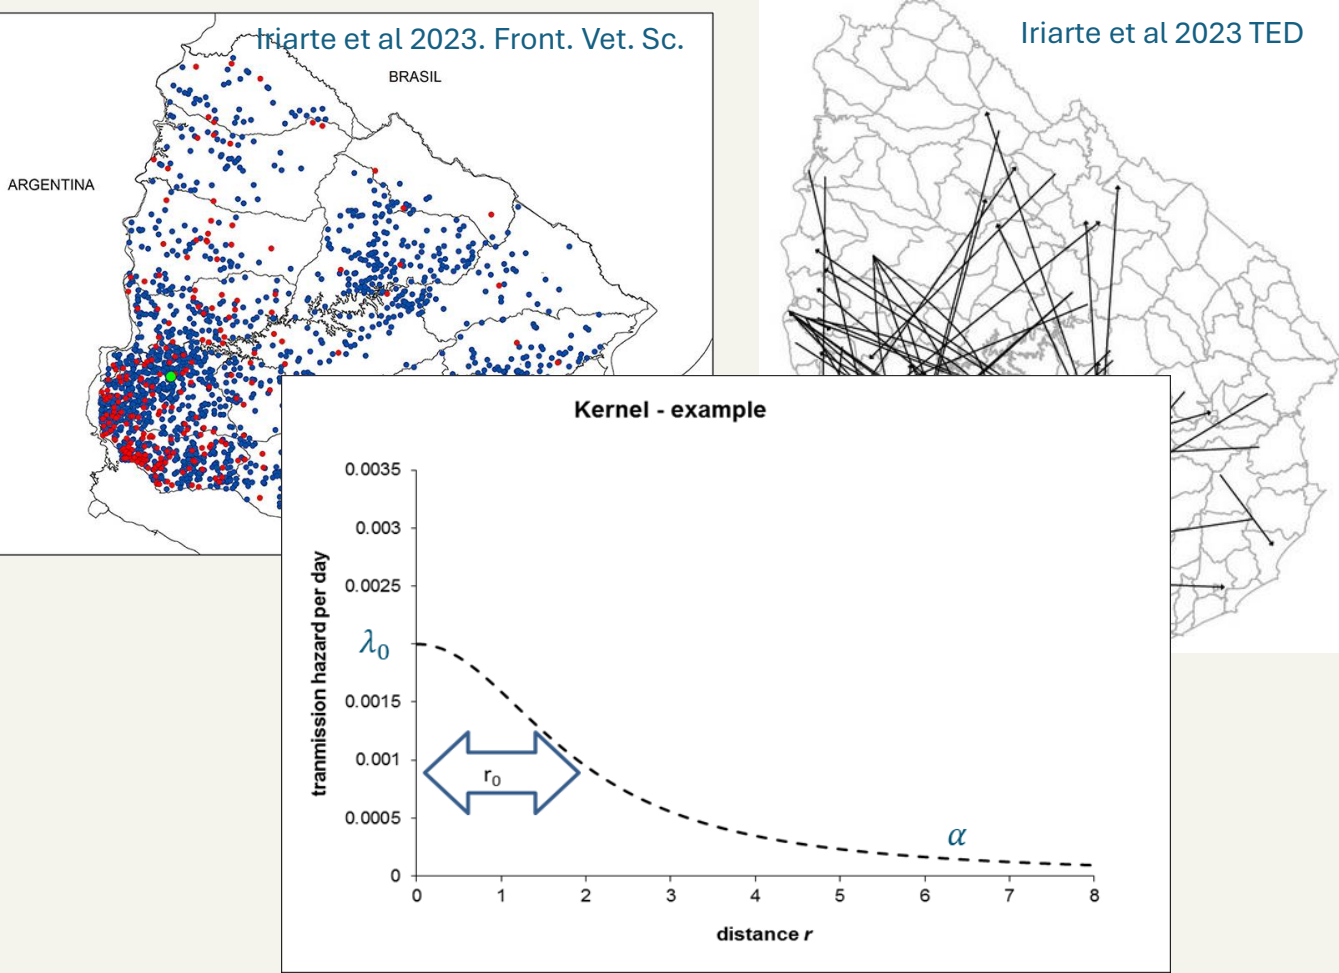 Iriarte et al 2023. Front. Vet. Sc.
BRASIL
ARGENTINA
Iriarte et al 2023 TED
Kernel - example
tranmission hazard per day
0.0035
0.003
0.0025
λ₀
0.0015
0.001
0.0005
0
r₀
α
0 1 2 3 4 5 6 7 8
distance r